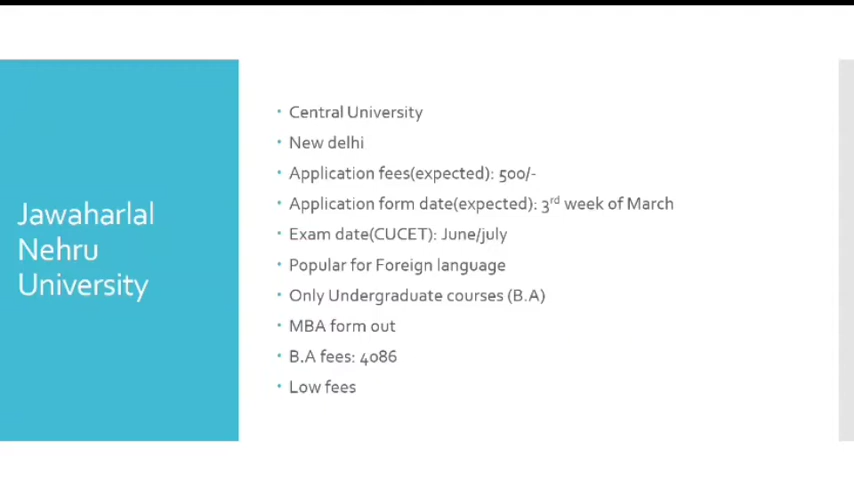 Jawaharlal
Nehru
University
Central University
New delhi
Application fees(expected): 500/-
Application form date(expected): 3rd week of March
Exam date(CUCET): June/july
Popular for Foreign language
Only Undergraduate courses (B.A)
MBA form out
B.A fees: 4086
Low fees